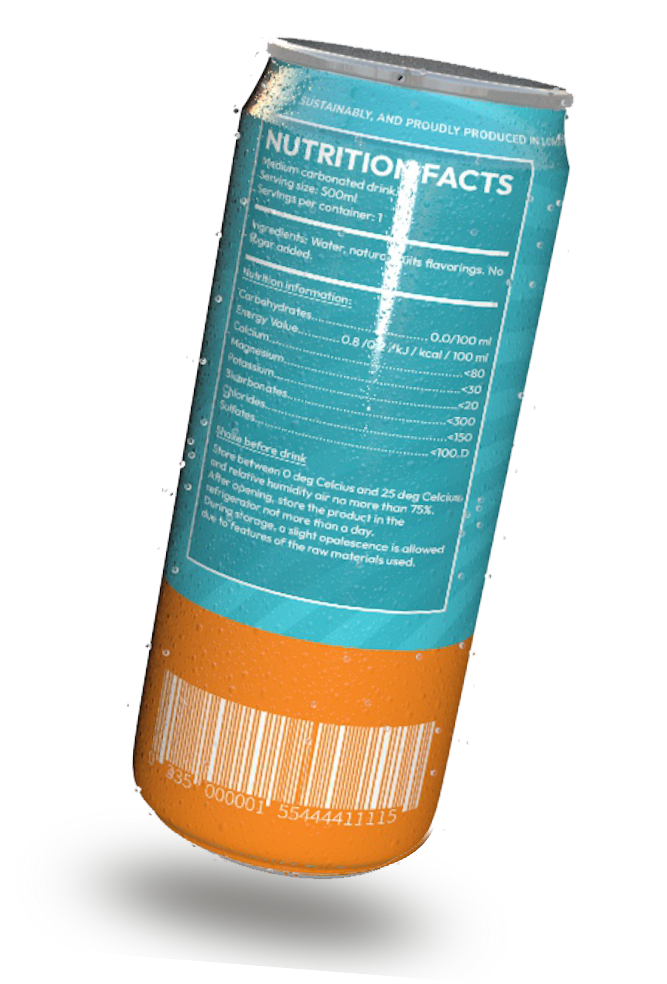 SUSTAINABLY, AND PROUDLY PRODUCED IN
NUTRITION FACTS
Medium carbonated drink.
Serving size: 500ml
Servings per container: 1
Ingredients: Water, natural fruits flavorings. No
sugar added.
Nutrition information:
Carbohydrates....................0.0/100 ml
Energy Value..........0.8 /0.2 /kJ / kcal / 100 ml
Calcium....................<80
Magnesium....................<30
Potassium....................<20
Bicarbonates....................<300
Chlorides....................<150
Sulfates....................<100.D
Shake before drink
Store between 0 deg Celcius and 25 deg Celcius
and relative humidity air no more than 75%.
After opening, store the product in the
refrigerator not more than a day.
During storage, a slight opalescence is allowed
due to features of the raw materials used.
0 335 000001 55444411115